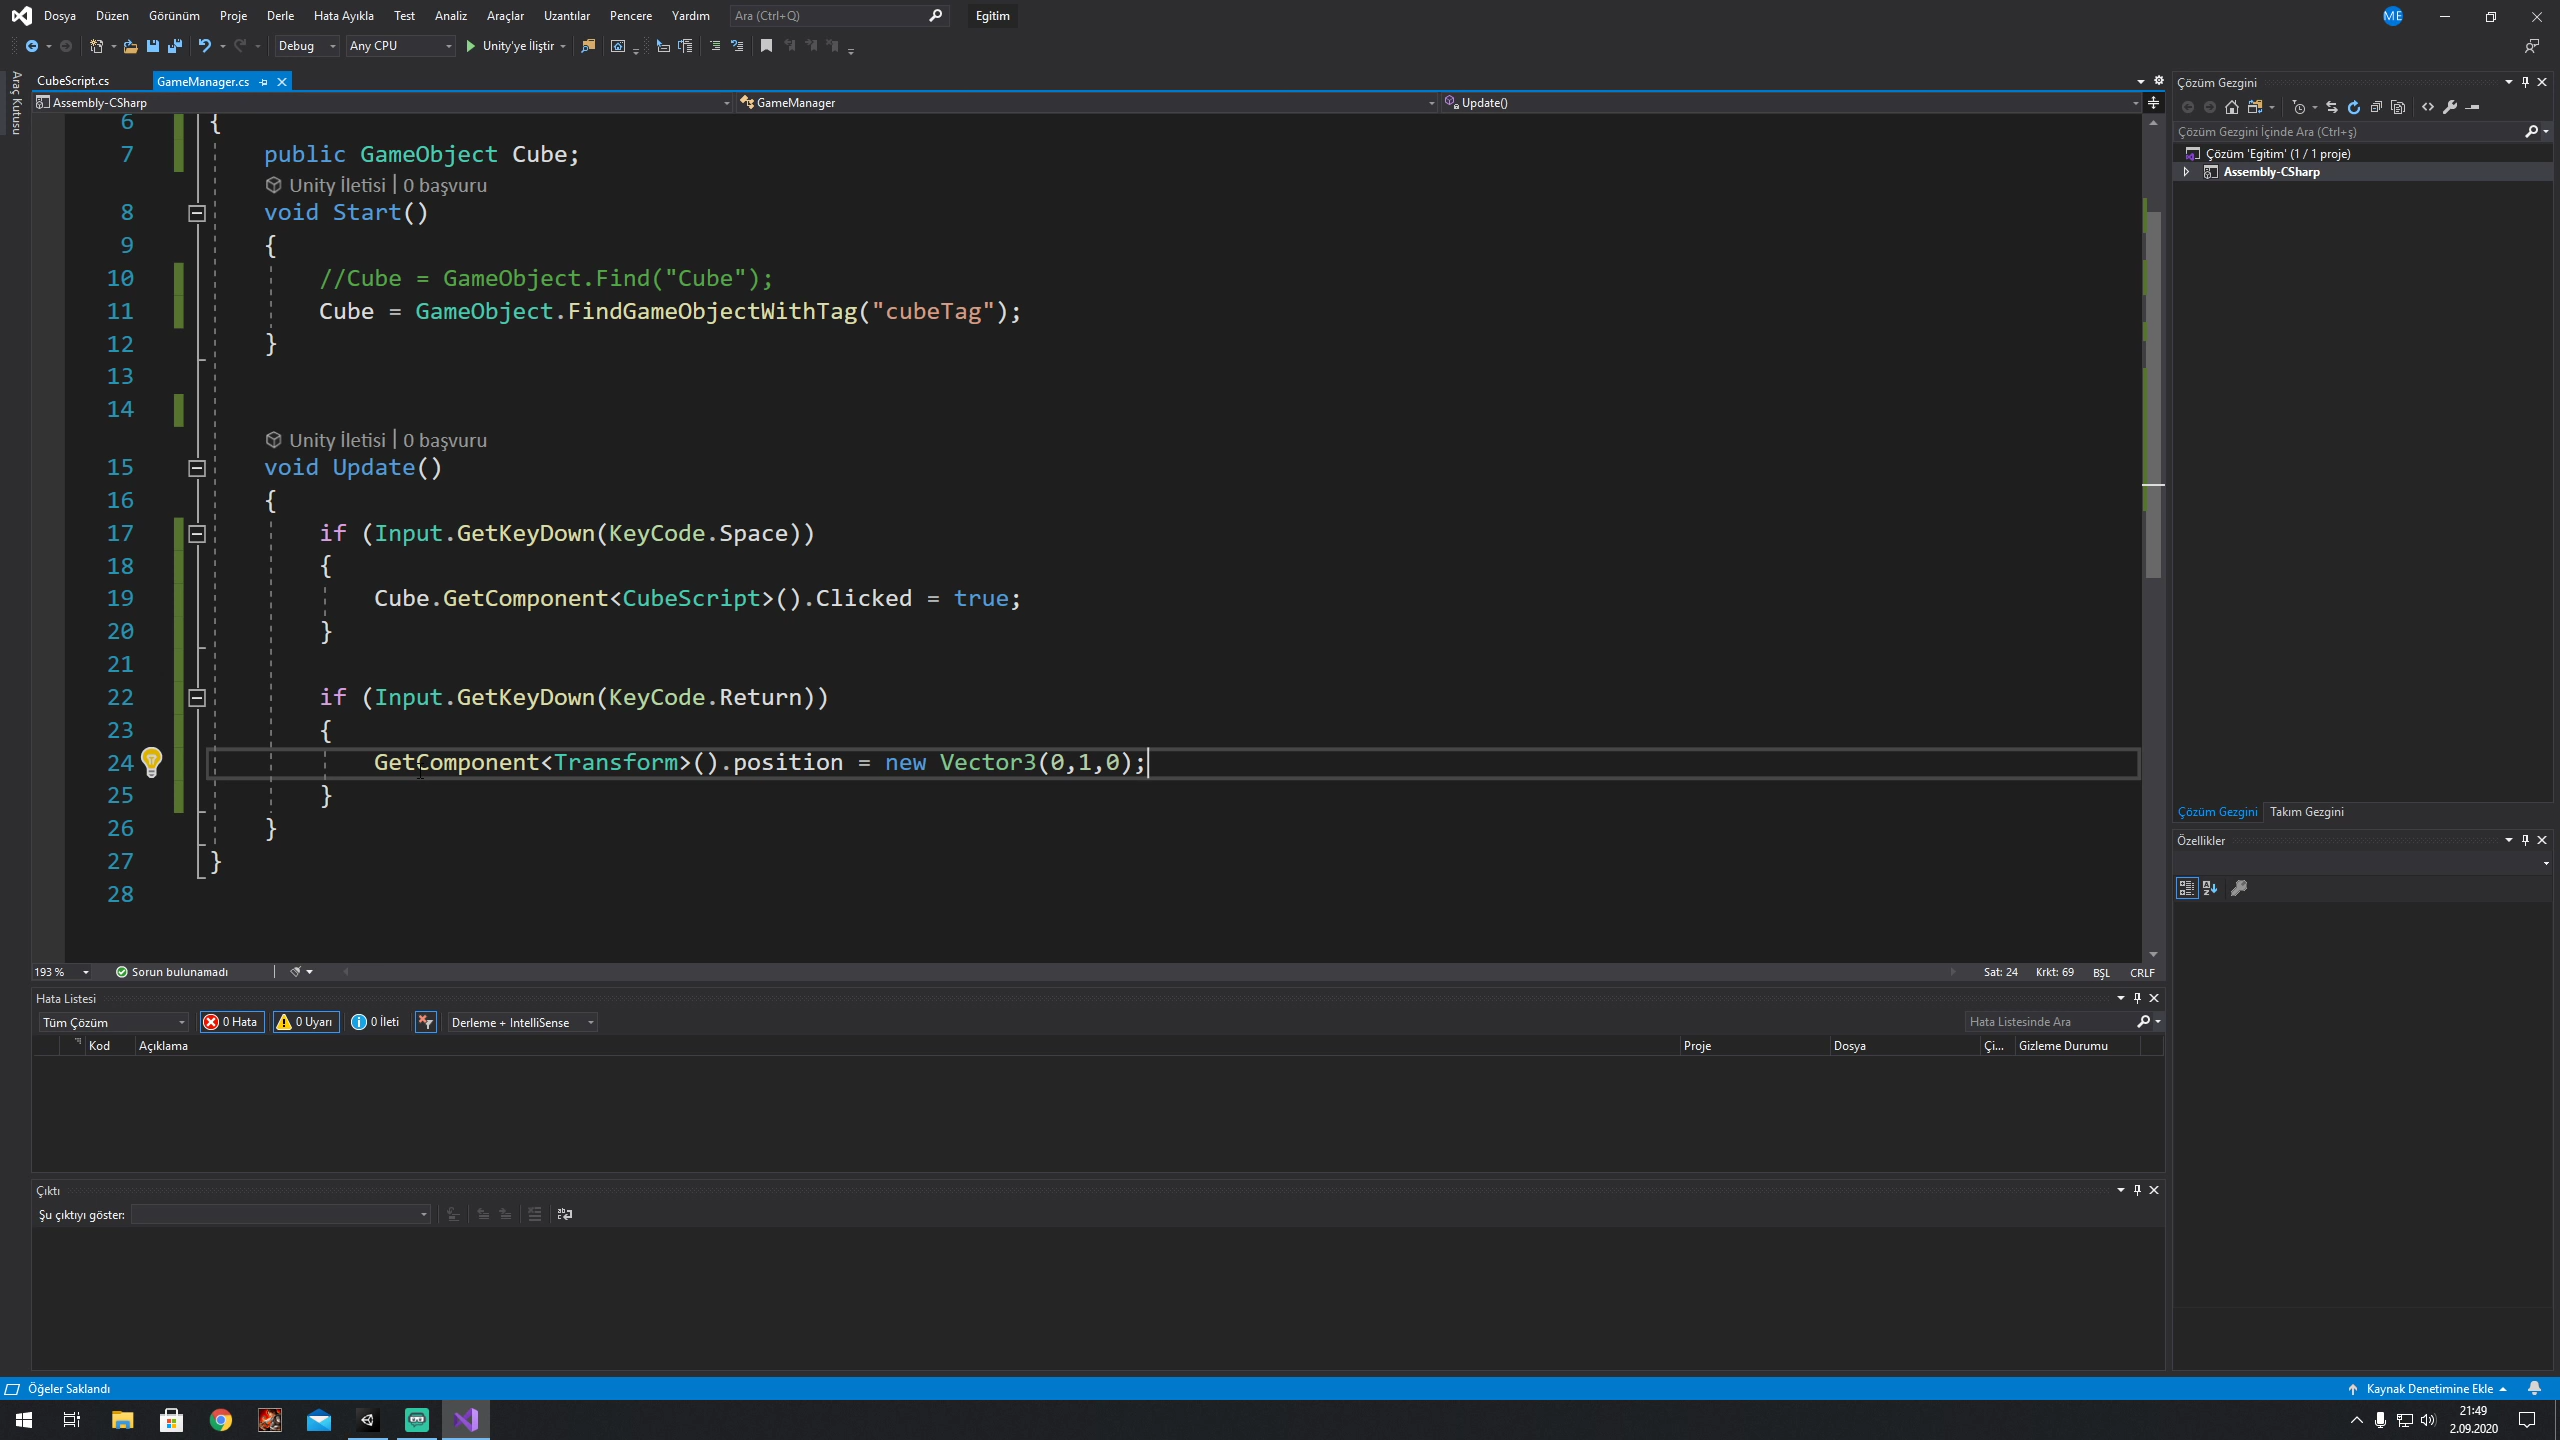 Dosya Düzen Görünüm Proje Derle Hata Ayıkla Test Analiz Araçlar Uzantılar Pencere Yardım Ara (Ctrl+Q) Egitim ME
Debug Any CPU Unity'ye İliştir
Araç Kutusu
CubeScript.cs GameManager.cs
Assembly-CSharp GameManager Update()
6 {
7 public GameObject Cube;
Unity İletisi | 0 başvuru
8 void Start()
9 {
10 //Cube = GameObject.Find("Cube");
11 Cube = GameObject.FindGameObjectWithTag("cubeTag");
12 }
13
14
Unity İletisi | 0 başvuru
15 void Update()
16 {
17 if (Input.GetKeyDown(KeyCode.Space))
18 {
19 Cube.GetComponent<CubeScript>().Clicked = true;
20 }
21
22 if (Input.GetKeyDown(KeyCode.Return))
23 {
24 GetComponent<Transform>().position = new Vector3(0,1,0);
25 }
26 }
27 }
28
193 % Sorun bulunamadı Sat: 24 Krkt: 69 BŞL CRLF
Hata Listesi
Tüm Çözüm 0 Hata 0 Uyarı 0 İleti Derleme + IntelliSense Hata Listesinde Ara
Kod Açıklama Proje Dosya Çi... Gizleme Durumu
Çıktı
Şu çıktıyı göster:
Çözüm Gezgini
Çözüm Gezgini İçinde Ara (Ctrl+ş)
Çözüm 'Egitim' (1 / 1 proje)
Assembly-CSharp
Çözüm Gezgini Takım Gezgini
Özellikler
Öğeler Saklandı Kaynak Denetimine Ekle
21:49
2.09.2020